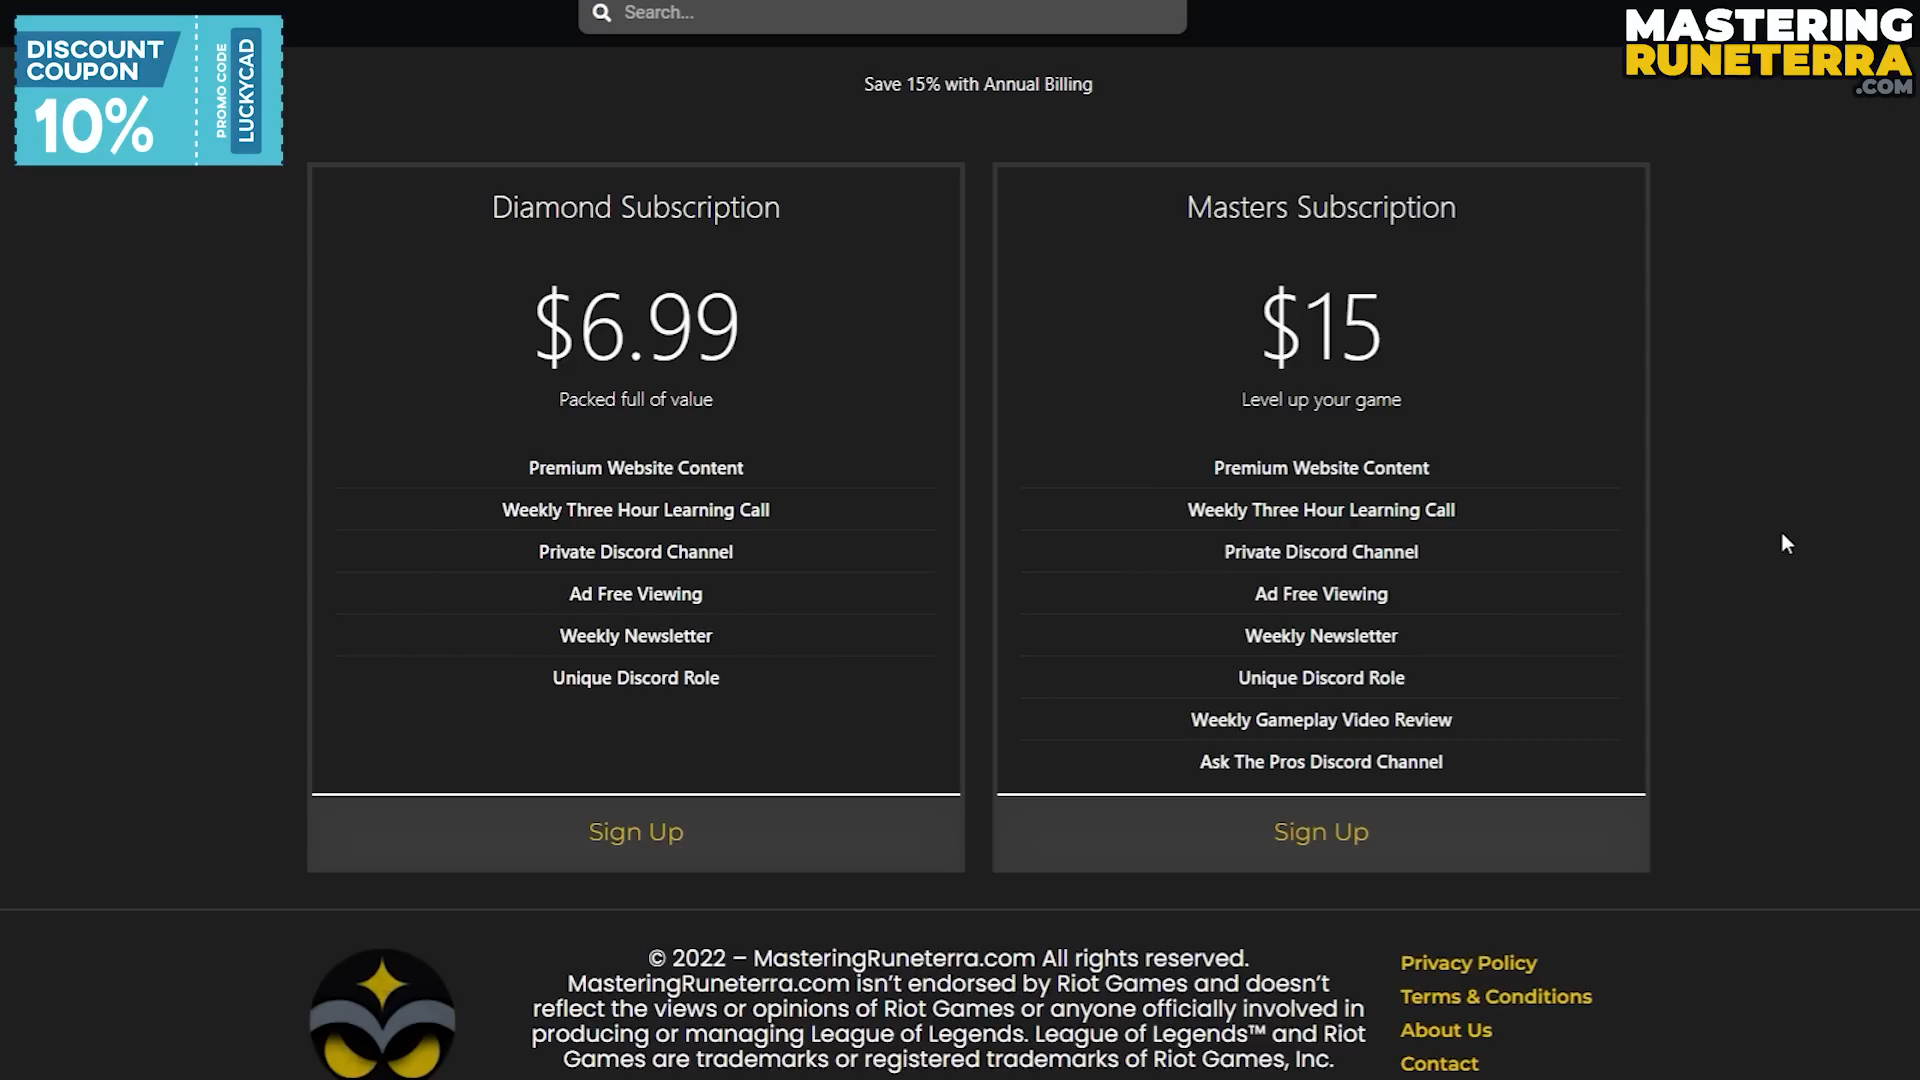 Search...
DISCOUNT
COUPON
10%
PROMO CODE
LUCKYCAD
MASTERING
RUNETERRA
.COM
Save 15% with Annual Billing
Diamond Subscription
$6.99
Packed full of value
Premium Website Content
Weekly Three Hour Learning Call
Private Discord Channel
Ad Free Viewing
Weekly Newsletter
Unique Discord Role
Sign Up
Masters Subscription
$15
Level up your game
Premium Website Content
Weekly Three Hour Learning Call
Private Discord Channel
Ad Free Viewing
Weekly Newsletter
Unique Discord Role
Weekly Gameplay Video Review
Ask The Pros Discord Channel
Sign Up
© 2022 – MasteringRuneterra.com All rights reserved.
MasteringRuneterra.com isn’t endorsed by Riot Games and doesn’t
reflect the views or opinions of Riot Games or anyone officially involved in
producing or managing League of Legends. League of Legends™ and Riot
Games are trademarks or registered trademarks of Riot Games, Inc.
Privacy Policy
Terms & Conditions
About Us
Contact